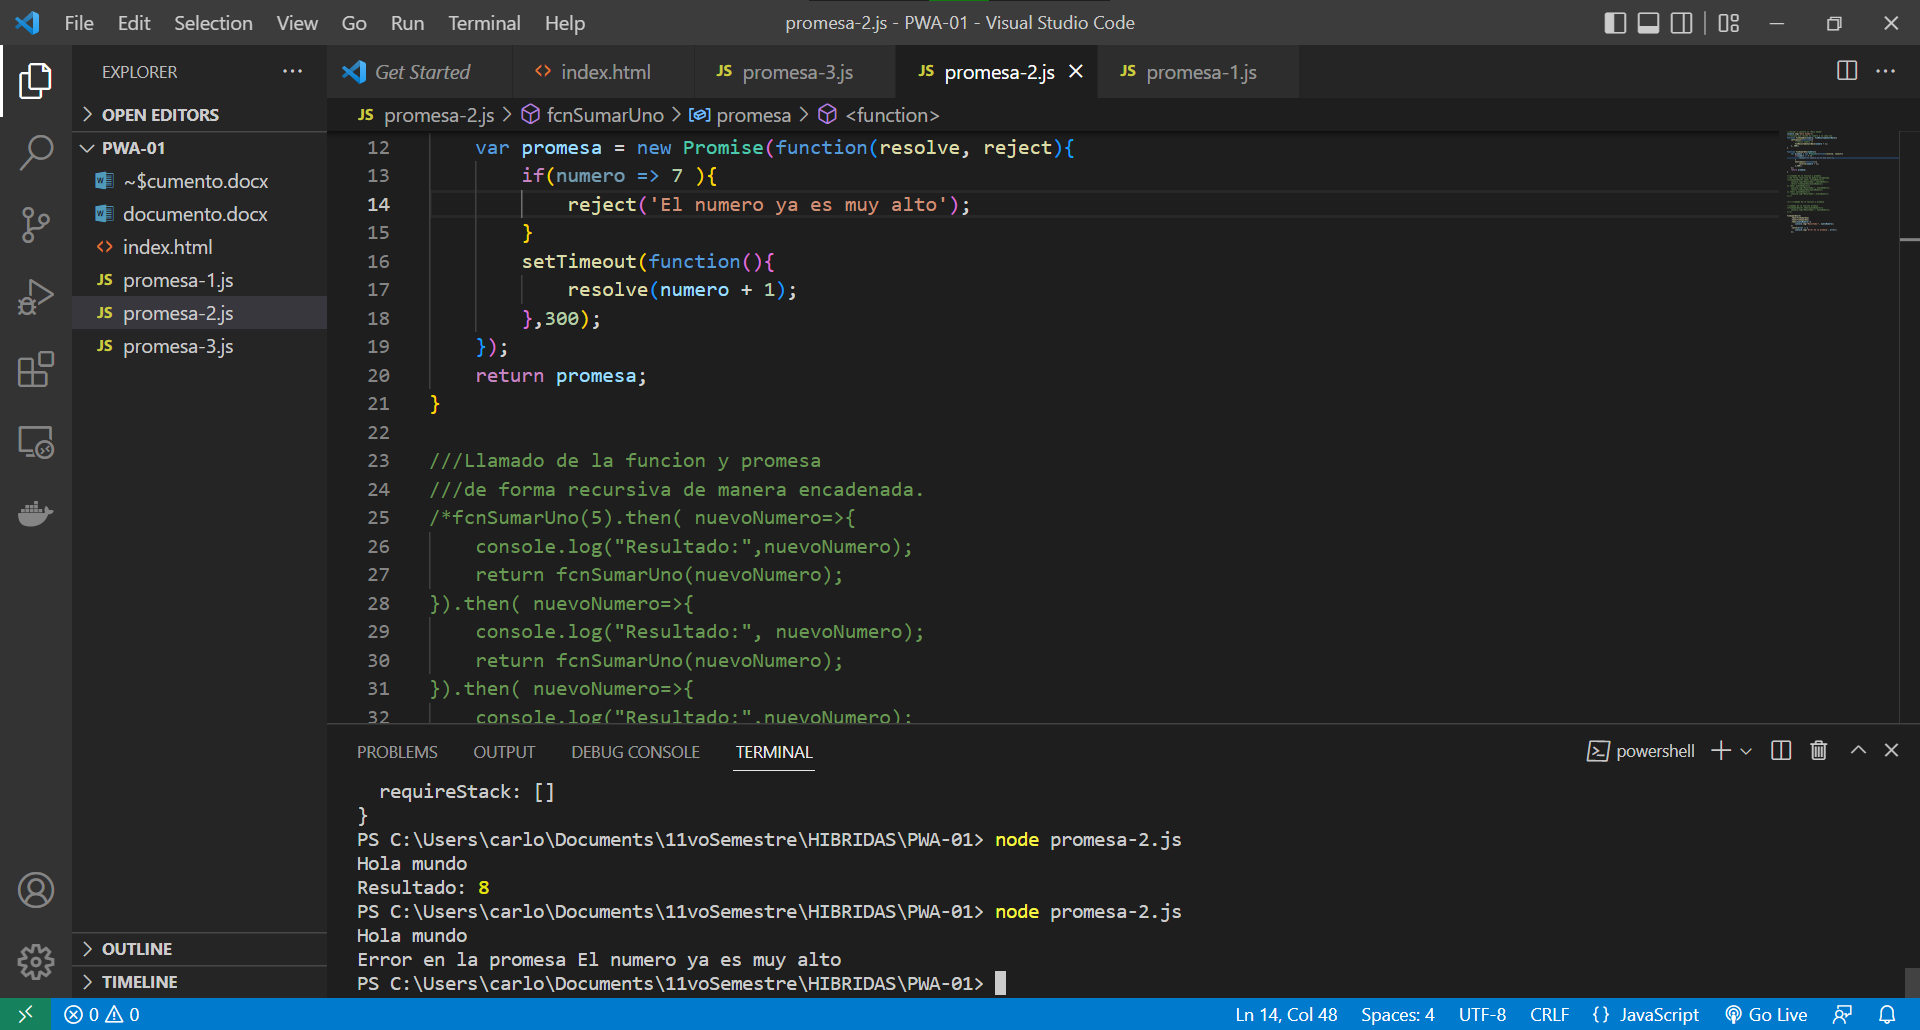 File Edit Selection View Go Run Terminal Help
promesa-2.js - PWA-01 - Visual Studio Code
EXPLORER
Get Started
index.html
JS promesa-3.js
JS promesa-2.js
JS promesa-1.js
OPEN EDITORS
PWA-01
~$cumento.docx
documento.docx
index.html
JS promesa-1.js
JS promesa-2.js
JS promesa-3.js
OUTLINE
TIMELINE
JS promesa-2.js > fcnSumarUno > promesa > <function>
12 var promesa = new Promise(function(resolve, reject){
13 if(numero => 7 ){
14 reject('El numero ya es muy alto');
15 }
16 setTimeout(function(){
17 resolve(numero + 1);
18 },300);
19 });
20 return promesa;
21 }
22
23 ///Llamado de la funcion y promesa
24 ///de forma recursiva de manera encadenada.
25 /*fcnSumarUno(5).then( nuevoNumero=>{
26 console.log("Resultado:",nuevoNumero);
27 return fcnSumarUno(nuevoNumero);
28 }).then( nuevoNumero=>{
29 console.log("Resultado:", nuevoNumero);
30 return fcnSumarUno(nuevoNumero);
31 }).then( nuevoNumero=>{
32 console.log("Resultado:",nuevoNumero);
PROBLEMS OUTPUT DEBUG CONSOLE TERMINAL
powershell
requireStack: []
}
PS C:\Users\carlo\Documents\11voSemestre\HIBRIDAS\PWA-01> node promesa-2.js
Hola mundo
Resultado: 8
PS C:\Users\carlo\Documents\11voSemestre\HIBRIDAS\PWA-01> node promesa-2.js
Hola mundo
Error en la promesa El numero ya es muy alto
PS C:\Users\carlo\Documents\11voSemestre\HIBRIDAS\PWA-01>
0 0
Ln 14, Col 48 Spaces: 4 UTF-8 CRLF {} JavaScript Go Live